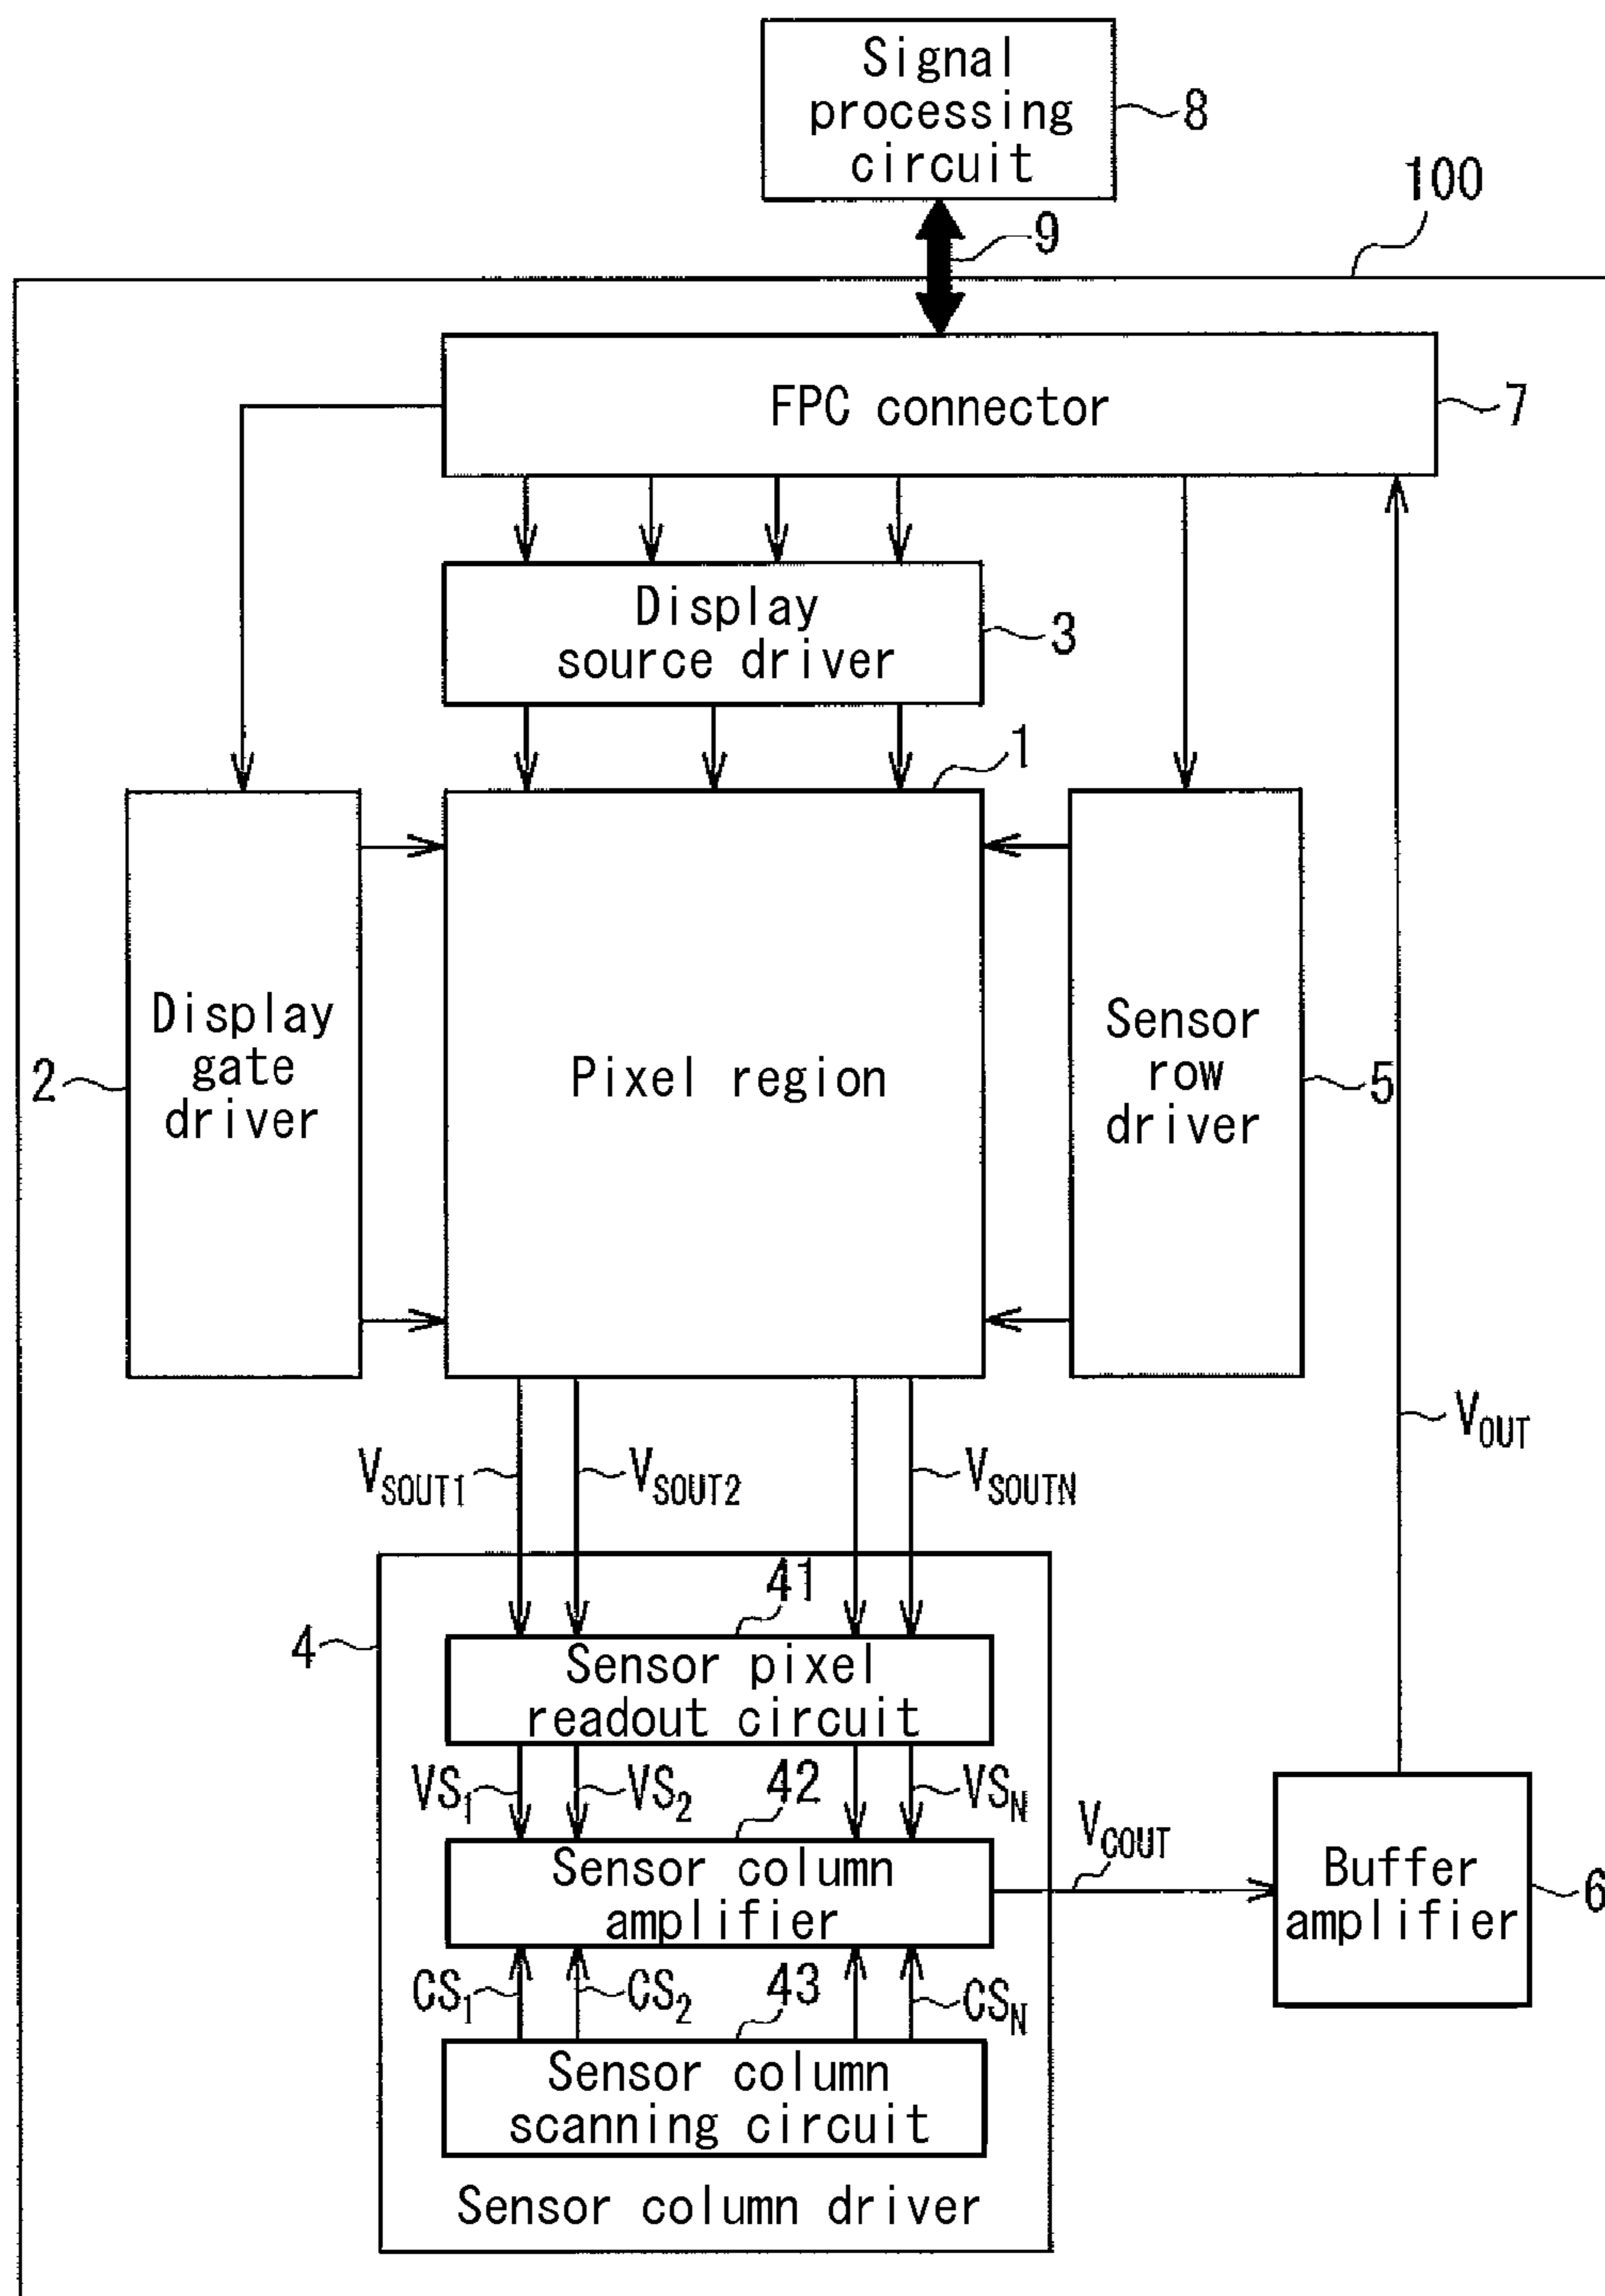 Signal
processing
circuit
8
100
9
FPC connector
7
Display
source driver
3
1
Display
gate
driver
2
Pixel region
Sensor
row
driver
5
V_SOUT1
V_SOUT2
V_SOUTN
V_OUT
4
41
Sensor pixel
readout circuit
VS_1
VS_2
42
VS_N
V_COUT
Sensor column
amplifier
Buffer
amplifier
6
CS_1
CS_2
43
CS_N
Sensor column
scanning circuit
Sensor column driver